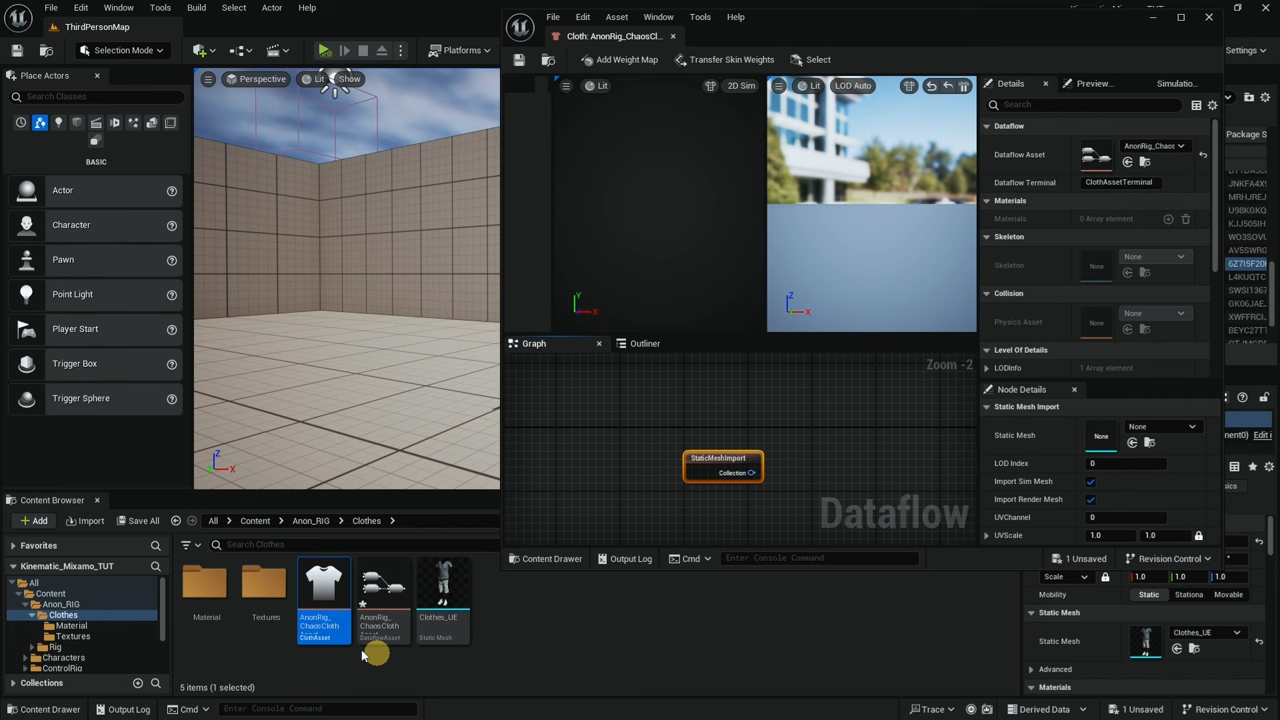 File Edit Window Tools Build Select Actor Help
ThirdPersonMap
Selection Mode
Platforms
Settings
Place Actors
Search Classes
BASIC
Actor
Character
Pawn
Point Light
Player Start
Trigger Box
Trigger Sphere
Perspective Lit Show
File Edit Asset Window Tools Help
Cloth: AnonRig_ChaosCl...
Add Weight Map Transfer Skin Weights Select
Lit 2D Sim
Lit LOD Auto
Details Preview... Simulatio...
Search
Dataflow
Dataflow Asset AnonRig_Chaos
Dataflow Terminal ClothAssetTerminal
Materials
Materials 0 Array element
Skeleton
Skeleton None None
Collision
Physics Asset None None
Level Of Details
LODInfo 1 Array element
Graph Outliner
Zoom -2
StaticMeshImport
Collection
Dataflow
Node Details
Static Mesh Import
Static Mesh None None
LOD Index 0
Import Sim Mesh
Import Render Mesh
UVChannel 0
UVScale 1.0 1.0
Content Drawer Output Log Cmd Enter Console Command 1 Unsaved Revision Control
Package S
JNKFA4X
MRHJREJ
U98KGKQ
KJJ505IH
WO3SOVU
AV5SWRG
6Z7I5F20
L4KUQTC
SWSI1367
GK06JAE
XWFFRCI
BEYC27T1
Content Browser
Add Import Save All All Content Anon_RIG Clothes
Favorites
Search Clothes
Kinematic_Mixamo_TUT
All
Content
Anon_RIG
Clothes
Material
Textures
Rig
Characters
ControlRig
Collections
Material
Textures
AnonRig_
ChaosCloth
ClothAsset
AnonRig_
ChaosCloth
DataflowAsset
Clothes_UE
Static Mesh
5 items (1 selected)
Scale 1.0 1.0 1.0
Mobility Static Stationa Movable
Static Mesh
Static Mesh Clothes_UE
Advanced
Materials
Content Drawer Output Log Cmd Enter Console Command Trace Derived Data 1 Unsaved Revision Control